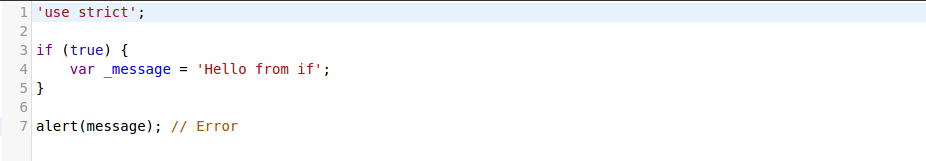 1 'use strict';
2
3 if (true) {
4     var _message = 'Hello from if';
5 }
6
7 alert(message); // Error